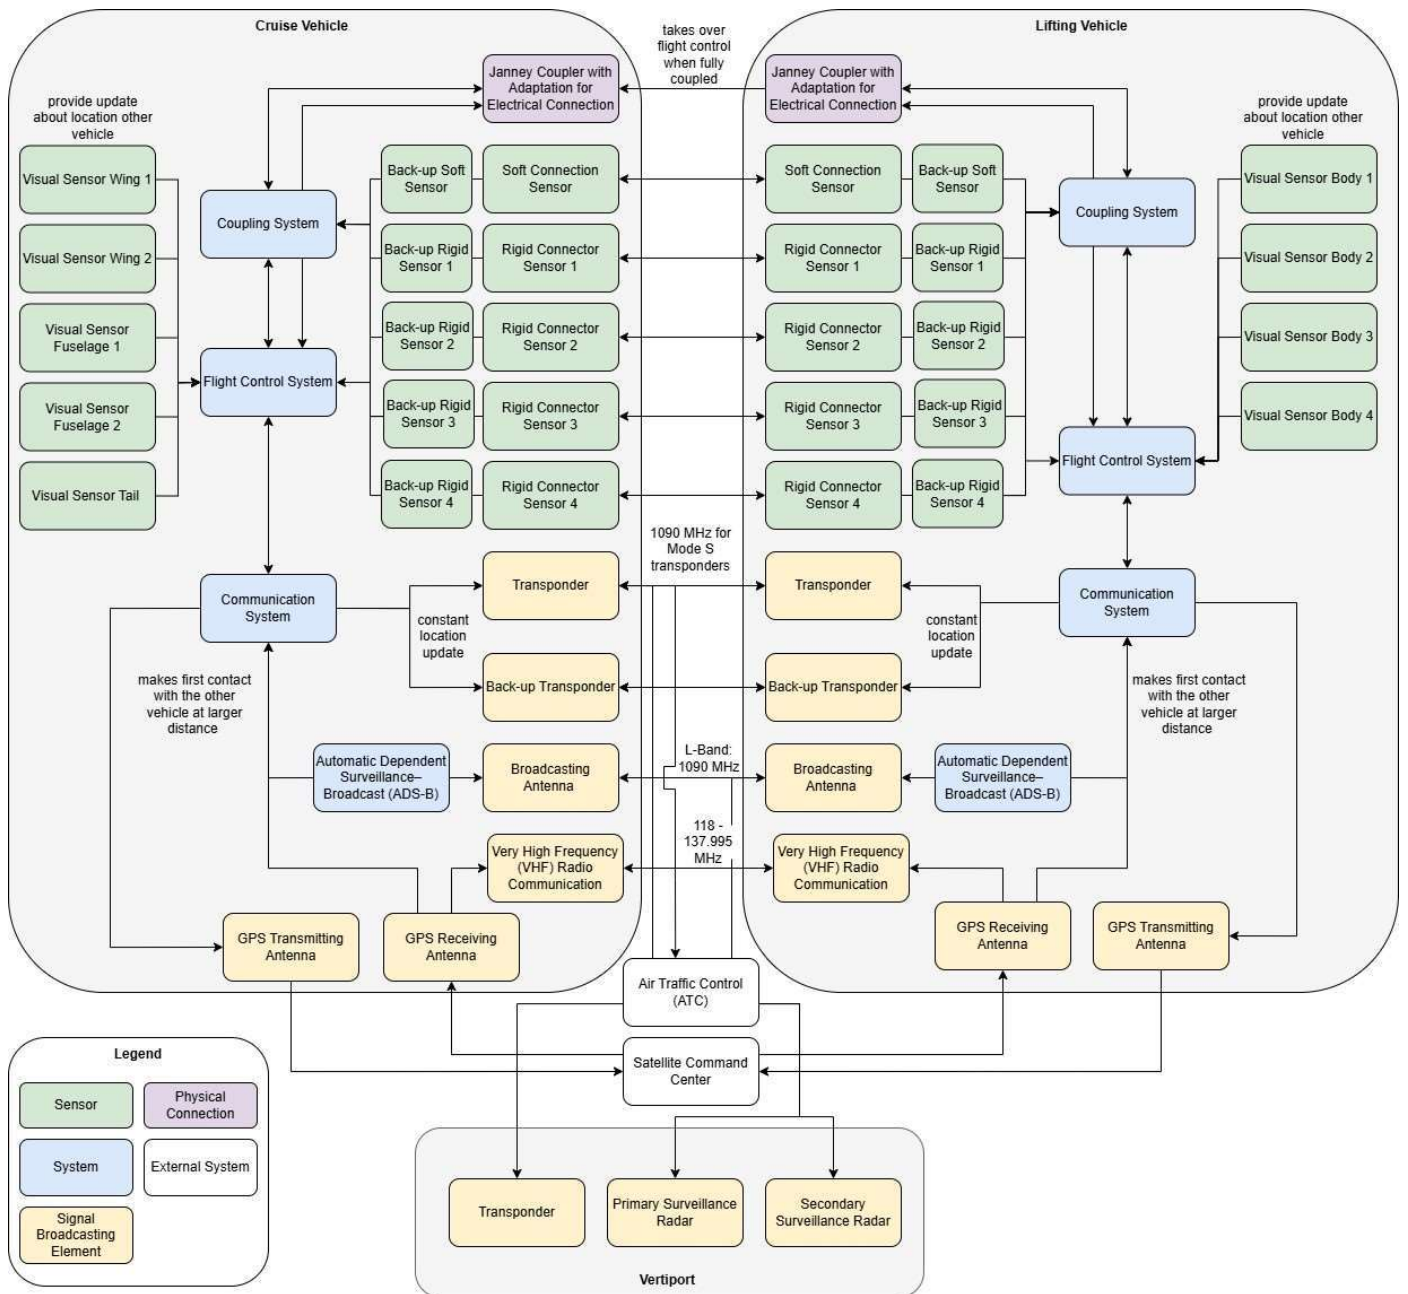 Cruise Vehicle
takes over
flight control
when fully
coupled
Lifting Vehicle
Janney Coupler with
Adaptation for
Electrical Connection
Janney Coupler with
Adaptation for
Electrical Connection
provide update
about location other
vehicle
provide update
about location other
vehicle
Visual Sensor Wing 1
Back-up Soft
Sensor
Soft Connection
Sensor
Soft Connection
Sensor
Back-up Soft
Sensor
Visual Sensor Body 1
Coupling System
Coupling System
Visual Sensor Wing 2
Back-up Rigid
Sensor 1
Rigid Connector
Sensor 1
Rigid Connector
Sensor 1
Back-up Rigid
Sensor 1
Visual Sensor Body 2
Visual Sensor
Fuselage 1
Back-up Rigid
Sensor 2
Rigid Connector
Sensor 2
Rigid Connector
Sensor 2
Back-up Rigid
Sensor 2
Visual Sensor Body 3
Flight Control System
Visual Sensor
Fuselage 2
Back-up Rigid
Sensor 3
Rigid Connector
Sensor 3
Rigid Connector
Sensor 3
Back-up Rigid
Sensor 3
Visual Sensor Body 4
Flight Control System
Visual Sensor Tail
Back-up Rigid
Sensor 4
Rigid Connector
Sensor 4
Rigid Connector
Sensor 4
Back-up Rigid
Sensor 4
1090 MHz for
Mode S
transponders
Transponder
Transponder
Communication
System
Communication
System
constant
location
update
constant
location
update
makes first contact
with the other
vehicle at larger
distance
Back-up Transponder
Back-up Transponder
makes first contact
with the other
vehicle at larger
distance
Automatic Dependent
Surveillance–
Broadcast (ADS-B)
Broadcasting
Antenna
L-Band:
1090 MHz
Broadcasting
Antenna
Automatic Dependent
Surveillance–
Broadcast (ADS-B)
118 -
137.995
MHz
Very High Frequency
(VHF) Radio
Communication
Very High Frequency
(VHF) Radio
Communication
GPS Transmitting
Antenna
GPS Receiving
Antenna
GPS Receiving
Antenna
GPS Transmitting
Antenna
Air Traffic Control
(ATC)
Satellite Command
Center
Legend
Sensor
Physical
Connection
System
External System
Signal
Broadcasting
Element
Transponder
Primary Surveillance
Radar
Secondary
Surveillance Radar
Vertiport